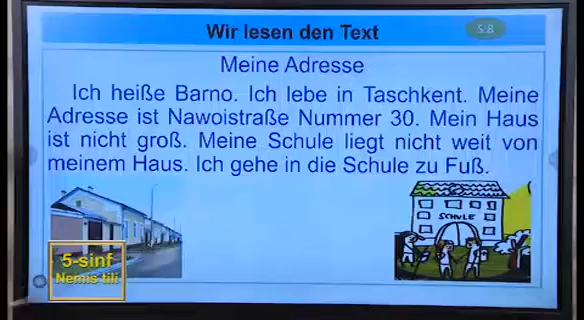 Wir lesen den Text
S.8
Meine Adresse
Ich heiße Barno. Ich lebe in Taschkent. Meine
Adresse ist Nawoistraße Nummer 30. Mein Haus
ist nicht groß. Meine Schule liegt nicht weit von
meinem Haus. Ich gehe in die Schule zu Fuß.
SCHULE
5-sinf
Nemis tili